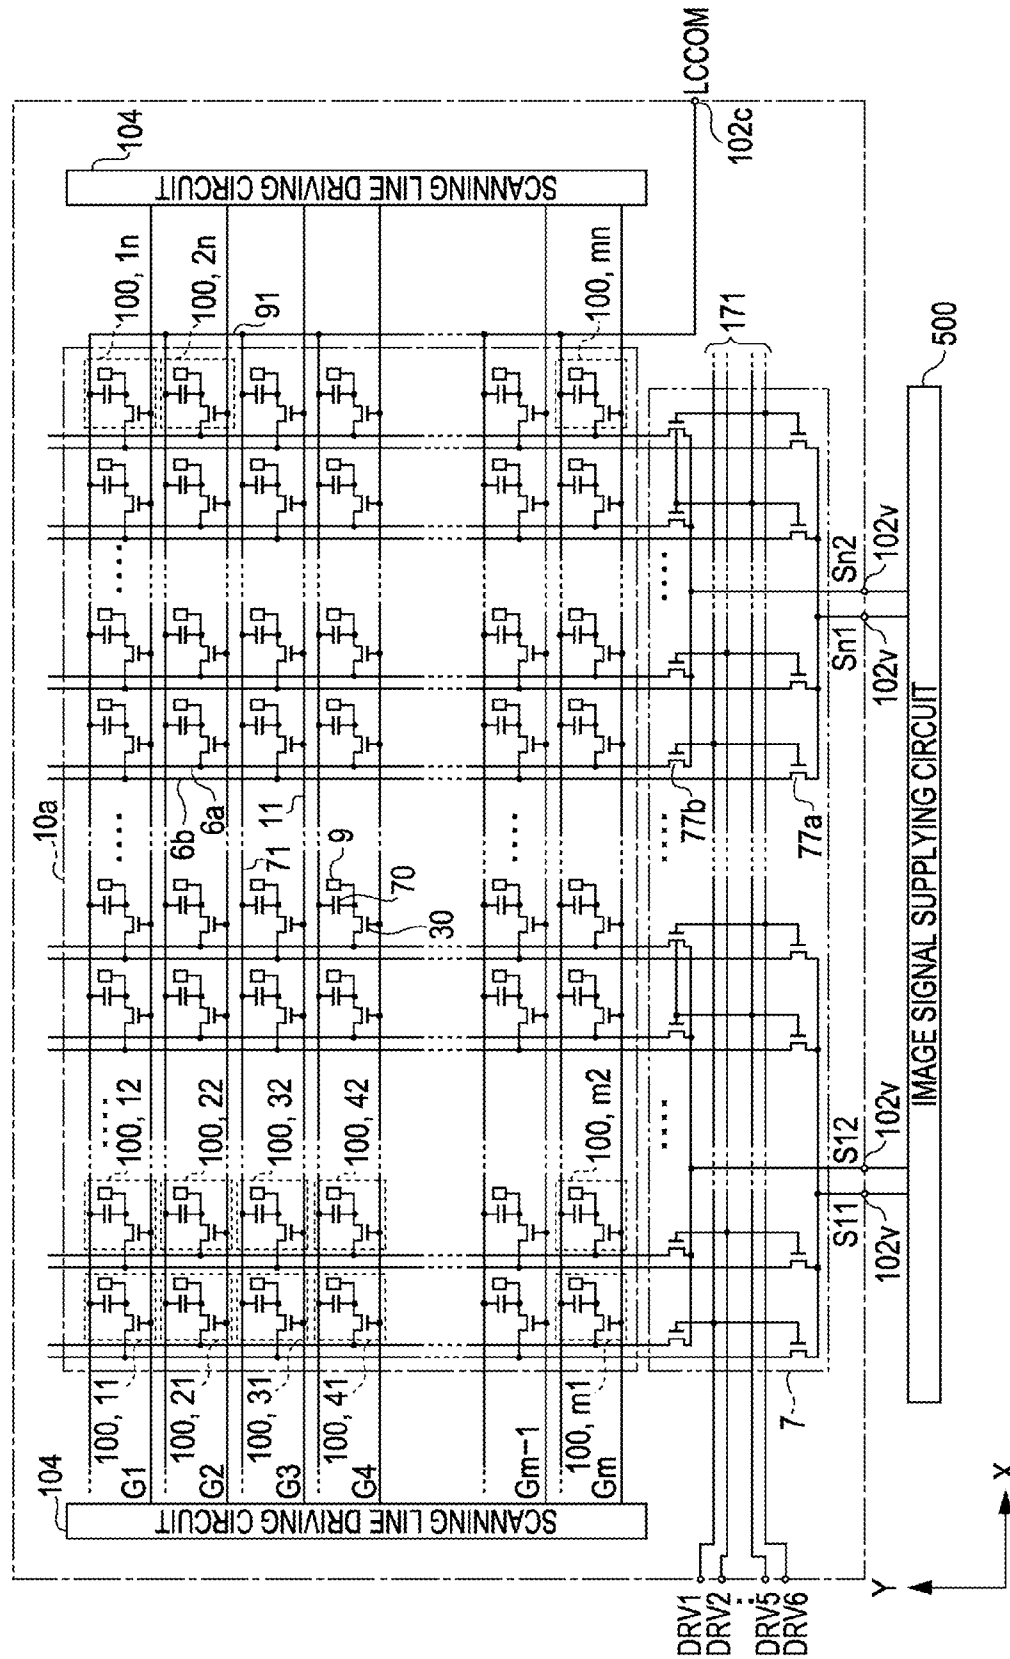 10a
104
SCANNING LINE DRIVING CIRCUIT
104
SCANNING LINE DRIVING CIRCUIT
100, 11
100, 12
100, 1n
100, 21
100, 22
100, 2n
100, 31
100, 32
100, 41
100, 42
100, m1
100, m2
100, mn
G1
G2
G3
G4
Gm-1
Gm
6b
6a
71
11
9
70
30
91
LCCOM
102c
171
DRV1
DRV2
DRV5
DRV6
77b
77a
7
S11
S12
Sn1
Sn2
102v
102v
102v
102v
IMAGE SIGNAL SUPPLYING CIRCUIT
500
Y
X